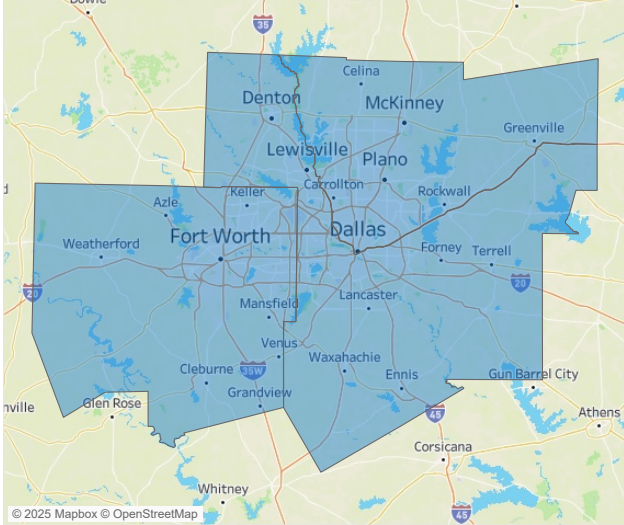 Bowie
35
Celina
Denton
McKinney
Greenville
Lewisville
Plano
Carrollton
Keller
Rockwall
Azle
Fort Worth
Dallas
Weatherford
Forney
Terrell
20
20
Mansfield
Lancaster
Venus
Waxahachie
Cleburne
35W
Gun Barrel City
Ennis
Grandview
Glen Rose
nville
45
Athens
Corsicana
Whitney
45
© 2025 Mapbox © OpenStreetMap